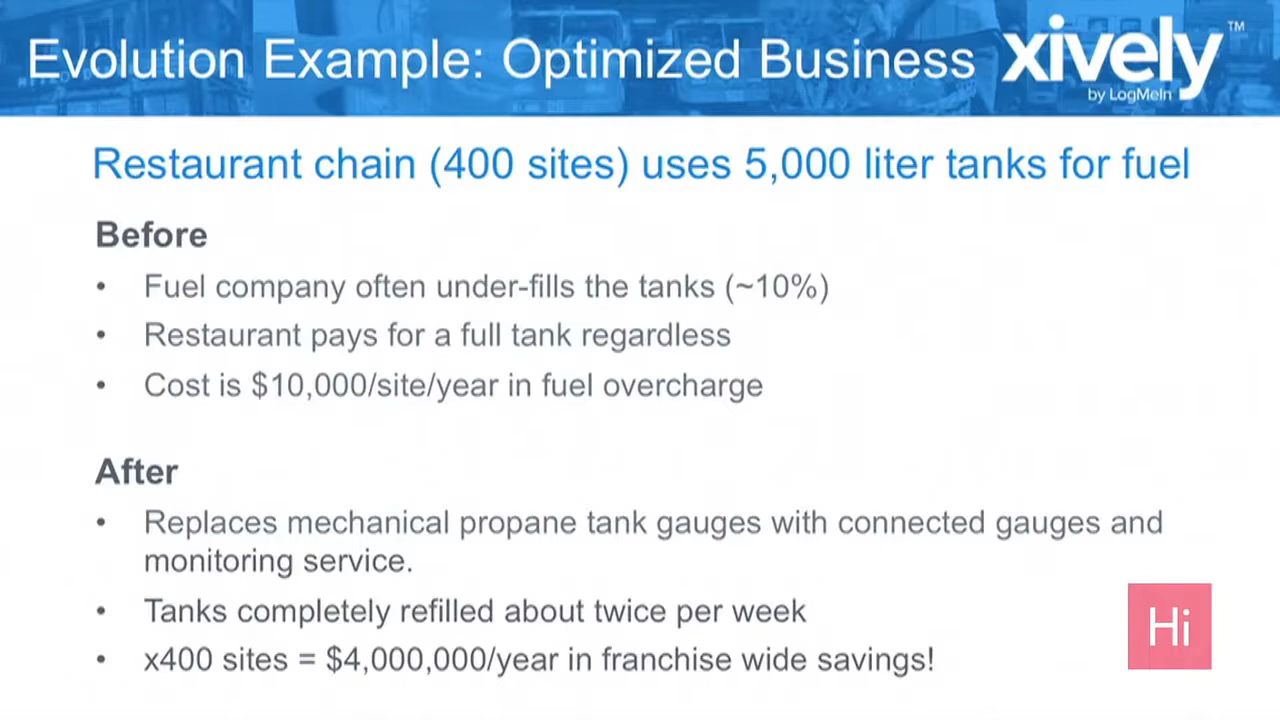 Evolution Example: Optimized Business
xively™
by LogMeIn
Restaurant chain (400 sites) uses 5,000 liter tanks for fuel
Before
• Fuel company often under-fills the tanks (~10%)
• Restaurant pays for a full tank regardless
• Cost is $10,000/site/year in fuel overcharge
After
• Replaces mechanical propane tank gauges with connected gauges and
monitoring service.
• Tanks completely refilled about twice per week
• x400 sites = $4,000,000/year in franchise wide savings!
Hi